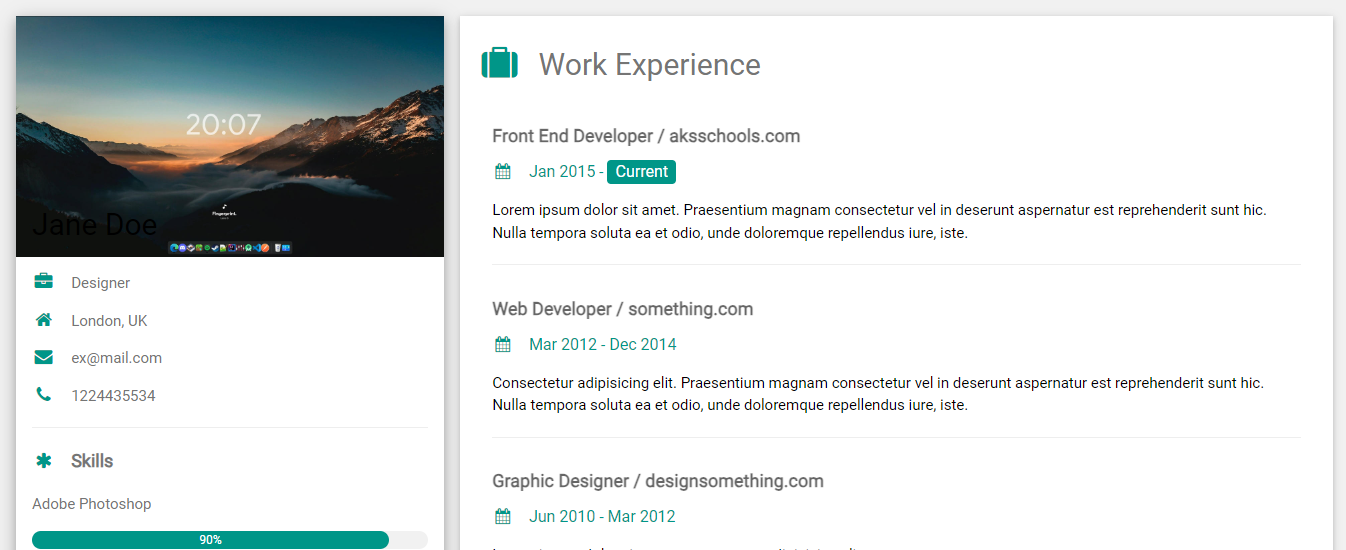 20:07
Fingerprint.
Jane Doe
Designer
London, UK
ex@mail.com
1224435534
Skills
Adobe Photoshop
90%
Work Experience
Front End Developer / aksschools.com
Jan 2015 - Current
Lorem ipsum dolor sit amet. Praesentium magnam consectetur vel in deserunt aspernatur est reprehenderit sunt hic.
Nulla tempora soluta ea et odio, unde doloremque repellendus iure, iste.
Web Developer / something.com
Mar 2012 - Dec 2014
Consectetur adipisicing elit. Praesentium magnam consectetur vel in deserunt aspernatur est reprehenderit sunt hic.
Nulla tempora soluta ea et odio, unde doloremque repellendus iure, iste.
Graphic Designer / designsomething.com
Jun 2010 - Mar 2012